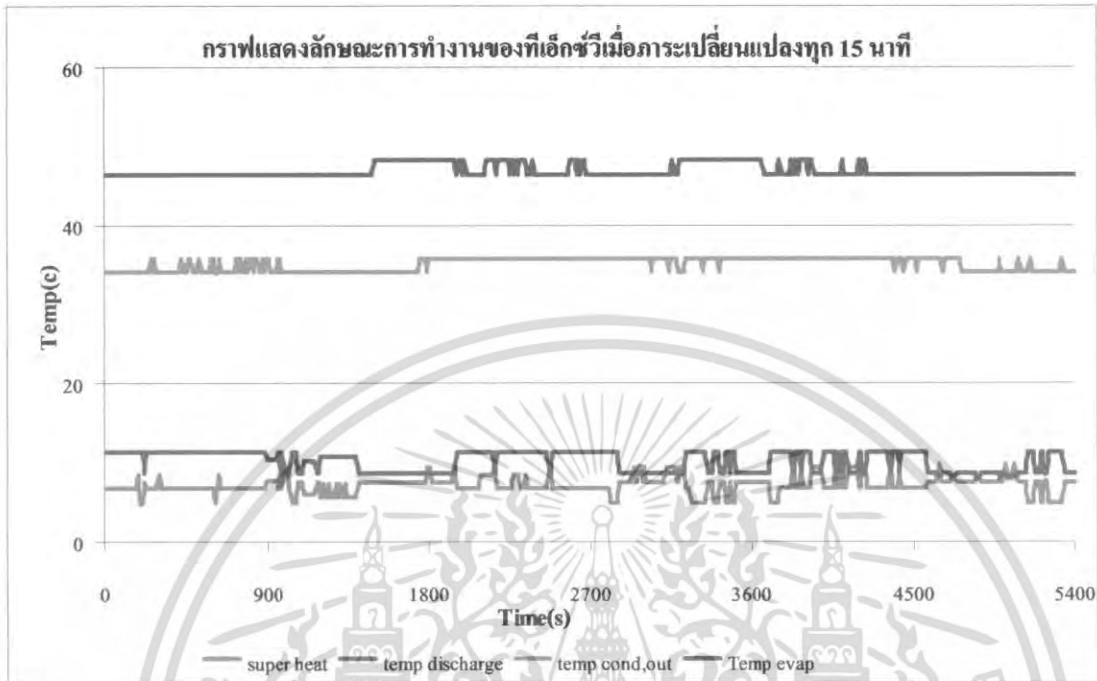 กราฟแสดงลักษณะการทำงานของทีเอ็กซ์วีเมื่อภาระเปลี่ยนแปลงทุก 15 นาที
60
40
20
0
Temp(c)
0 900 1800 2700 3600 4500 5400
Time(s)
super heat temp discharge temp cond,out Temp evap